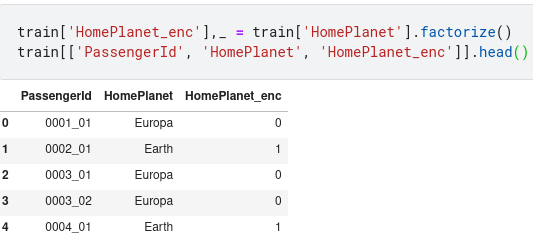 train['HomePlanet_enc'],_ = train['HomePlanet'].factorize()
train[['PassengerId', 'HomePlanet', 'HomePlanet_enc']].head()
PassengerId HomePlanet HomePlanet_enc
0 0001_01 Europa 0
1 0002_01 Earth 1
2 0003_01 Europa 0
3 0003_02 Europa 0
4 0004_01 Earth 1